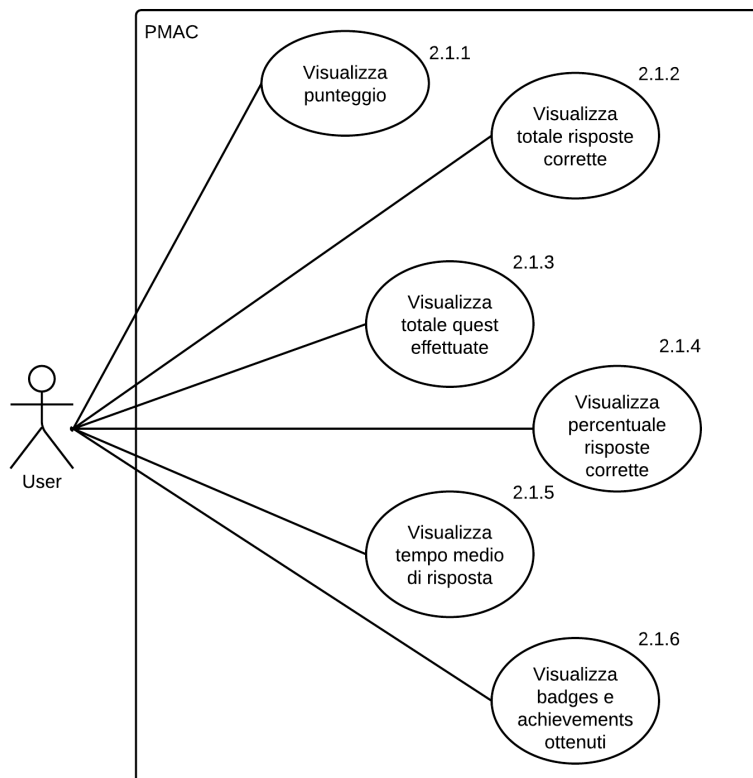 PMAC
2.1.1
Visualizza
punteggio
2.1.2
Visualizza
totale risposte
corrette
2.1.3
Visualizza
totale quest
effettuate
2.1.4
Visualizza
percentuale
risposte
corrette
User
2.1.5
Visualizza
tempo medio
di risposta
2.1.6
Visualizza
badges e
achievements
ottenuti